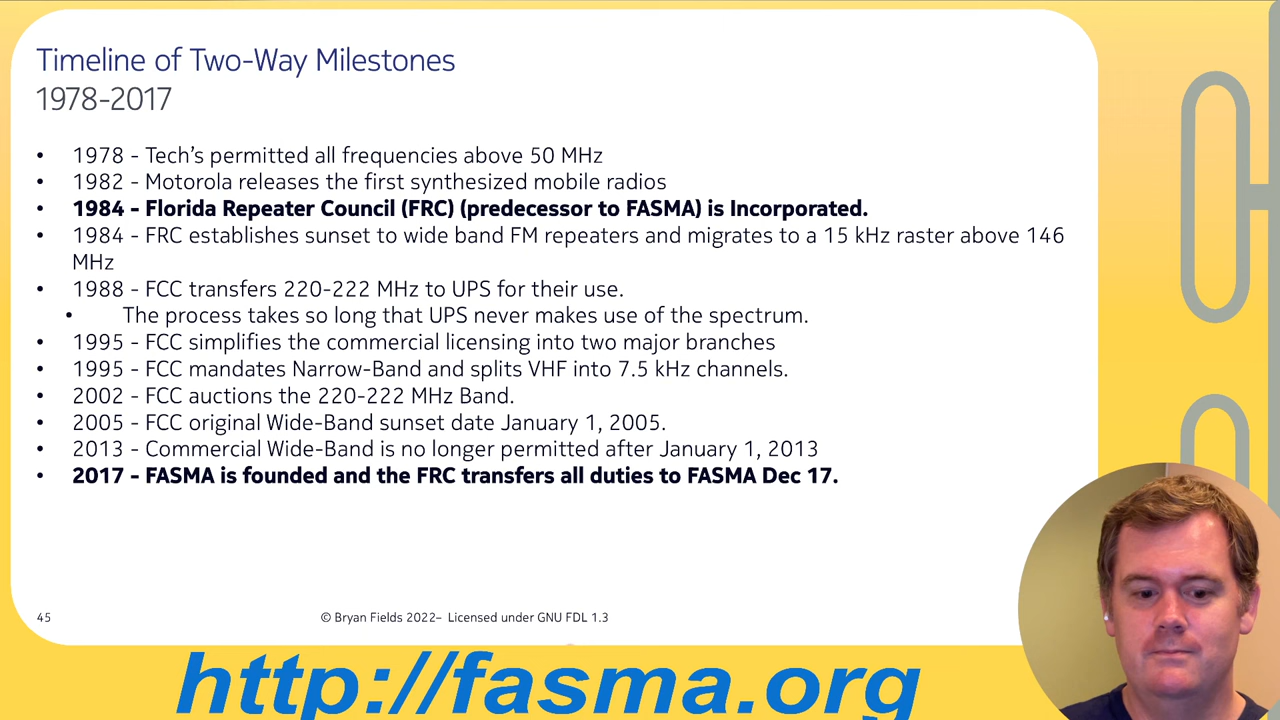 Timeline of Two-Way Milestones
1978-2017
• 1978 - Tech's permitted all frequencies above 50 MHz
• 1982 - Motorola releases the first synthesized mobile radios
• 1984 - Florida Repeater Council (FRC) (predecessor to FASMA) is Incorporated.
• 1984 - FRC establishes sunset to wide band FM repeaters and migrates to a 15 kHz raster above 146
MHz
• 1988 - FCC transfers 220-222 MHz to UPS for their use.
• The process takes so long that UPS never makes use of the spectrum.
• 1995 - FCC simplifies the commercial licensing into two major branches
• 1995 - FCC mandates Narrow-Band and splits VHF into 7.5 kHz channels.
• 2002 - FCC auctions the 220-222 MHz Band.
• 2005 - FCC original Wide-Band sunset date January 1, 2005.
• 2013 - Commercial Wide-Band is no longer permitted after January 1, 2013
• 2017 - FASMA is founded and the FRC transfers all duties to FASMA Dec 17.
45
© Bryan Fields 2022– Licensed under GNU FDL 1.3
http://fasma.org